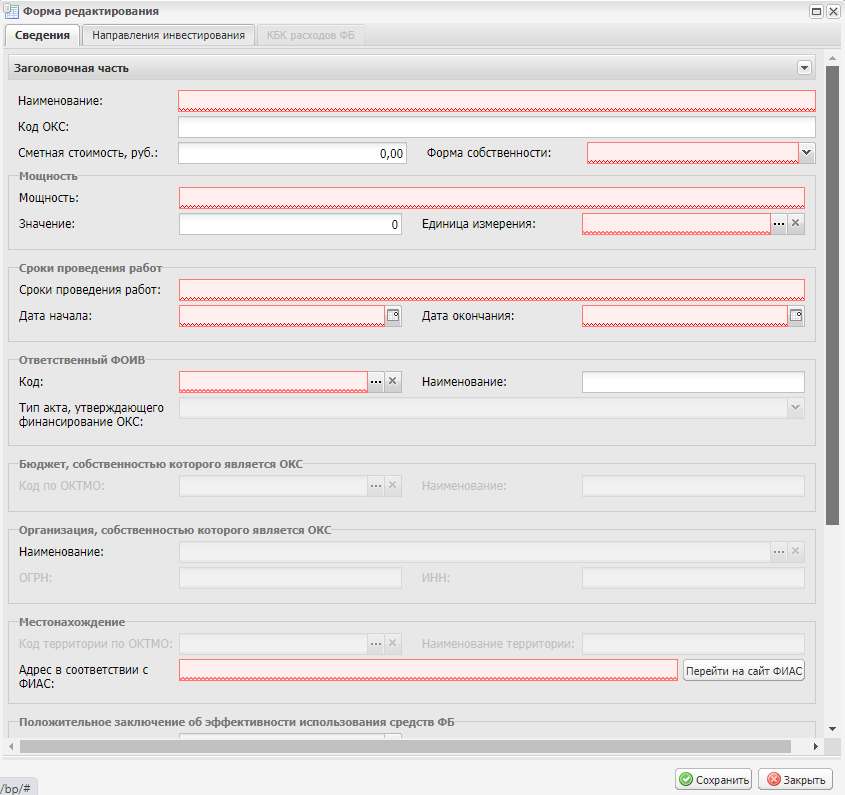 Форма редактирования
Сведения Направления инвестирования КБК расходов ФБ
Заголовочная часть
Наименование:
Код ОКС:
Сметная стоимость, руб.: 0,00 Форма собственности:
Мощность
Мощность:
Значение: 0 Единица измерения:
Сроки проведения работ
Сроки проведения работ:
Дата начала: Дата окончания:
Ответственный ФОИВ
Код: Наименование:
Тип акта, утверждающего
финансирование ОКС:
Бюджет, собственностью которого является ОКС
Код по ОКТМО: Наименование:
Организация, собственностью которого является ОКС
Наименование:
ОГРН: ИНН:
Местонахождение
Код территории по ОКТМО: Наименование территории:
Адрес в соответствии с
ФИАС: Перейти на сайт ФИАС
Положительное заключение об эффективности использования средств ФБ
Сохранить Закрыть
/bp/#